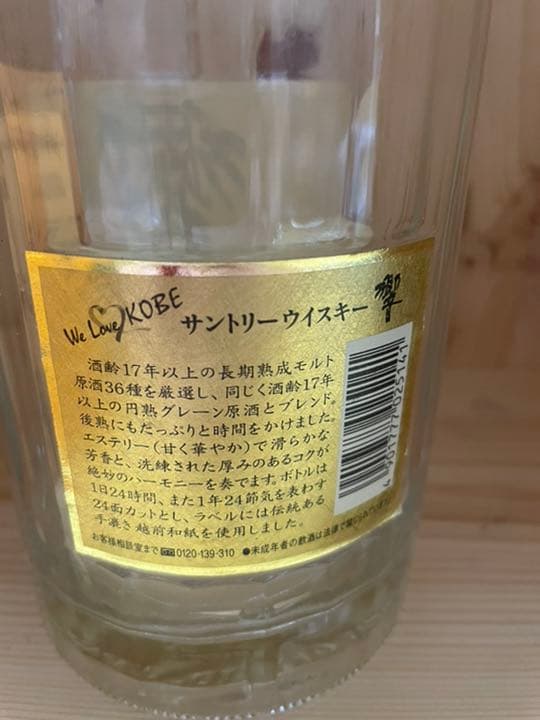 We Love KOBE
サントリーウイスキー 響
酒齢17年以上の長期熟成モルト
原酒36種を厳選し、同じく酒齢17年
以上の円熟グレーン原酒とブレンド。
後熟にもたっぷりと時間をかけました。
エステリー(甘く華やか)で滑らかな
芳香と、洗練された厚みのあるコクが
絶妙のハーモニーを奏でます。ボトルは
1日24時間、また1年24節気を表わす
24面カットとし、ラベルには伝統ある
手漉き越前和紙を使用しました。
お客様相談室まで 0120-139-310 ●未成年者の飲酒は法律で禁じられています。
4 901777 025141